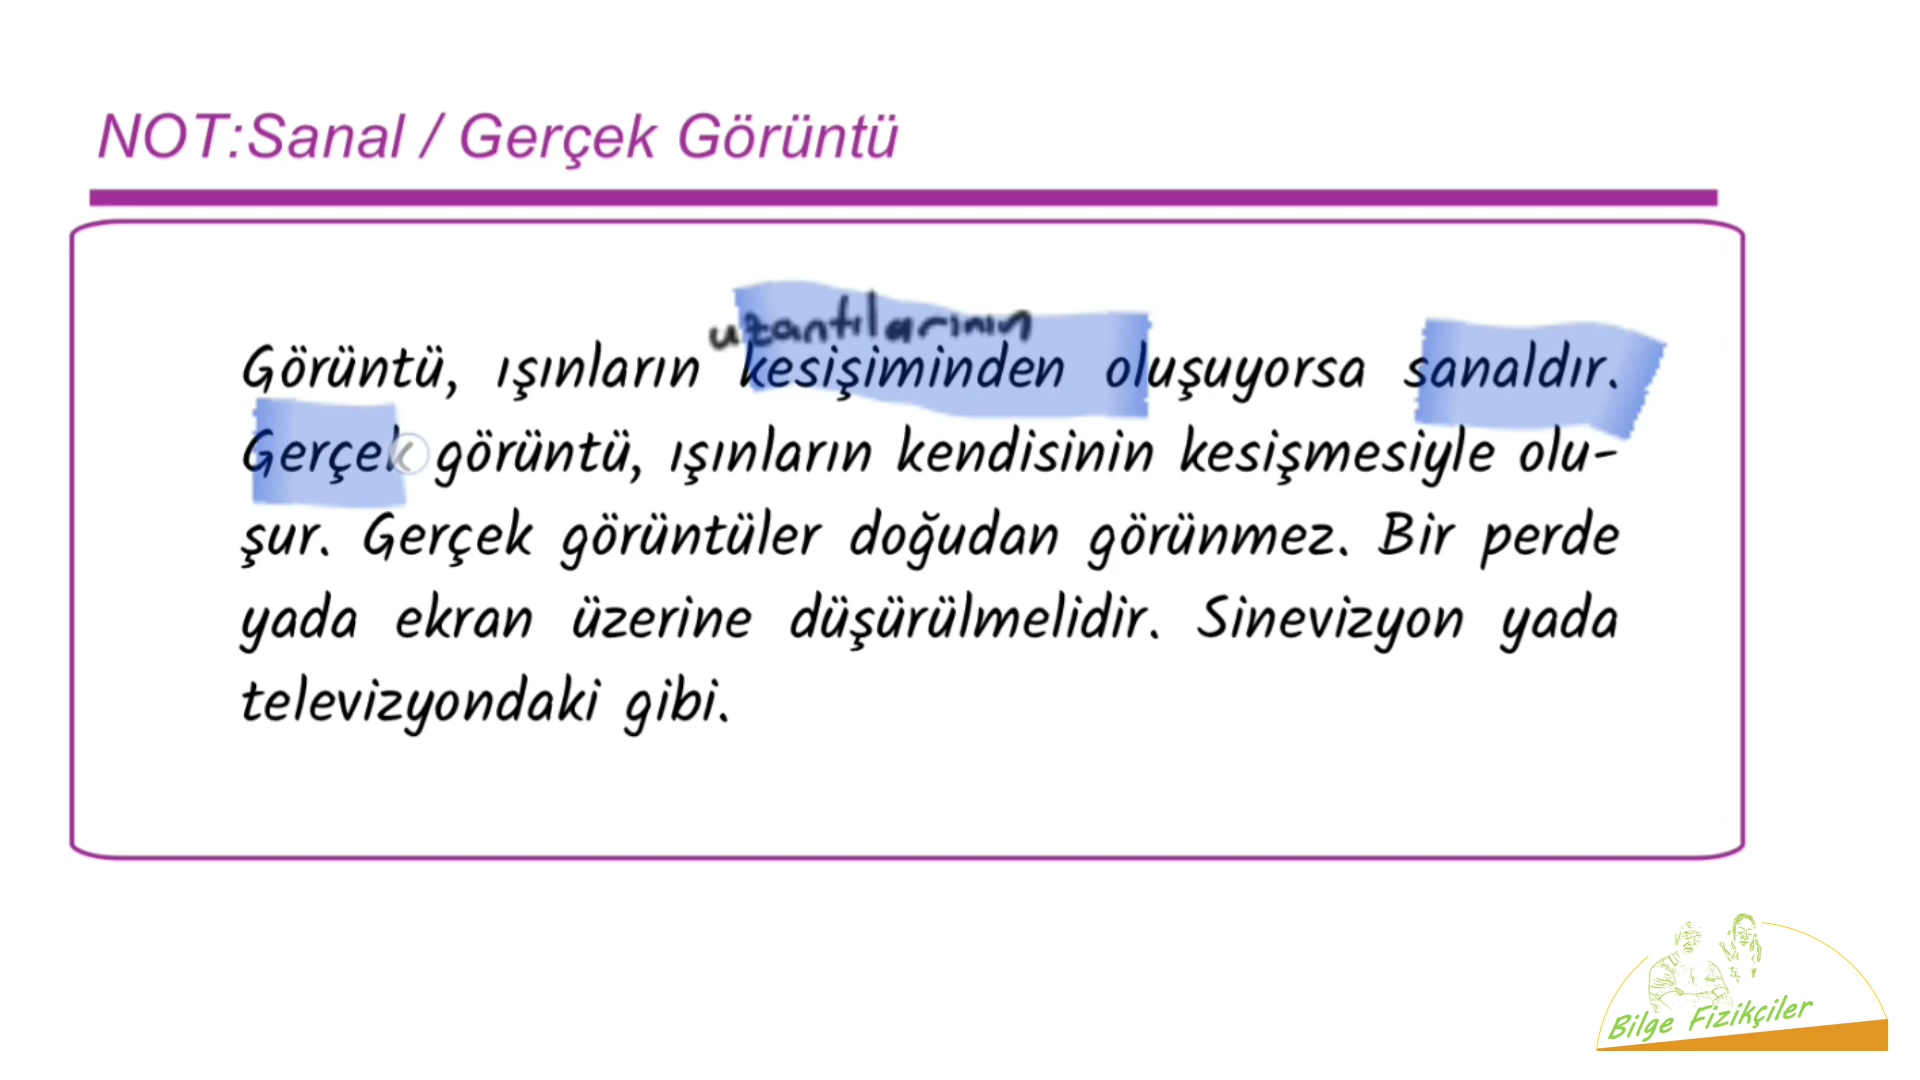 NOT:Sanal / Gerçek Görüntü
uzantılarının
Görüntü, ışınların kesişiminden oluşuyorsa sanaldır.
Gerçek görüntü, ışınların kendisinin kesişmesiyle olu-
şur. Gerçek görüntüler doğudan görünmez. Bir perde
yada ekran üzerine düşürülmelidir. Sinevizyon yada
televizyondaki gibi.
Bilge Fizikçiler